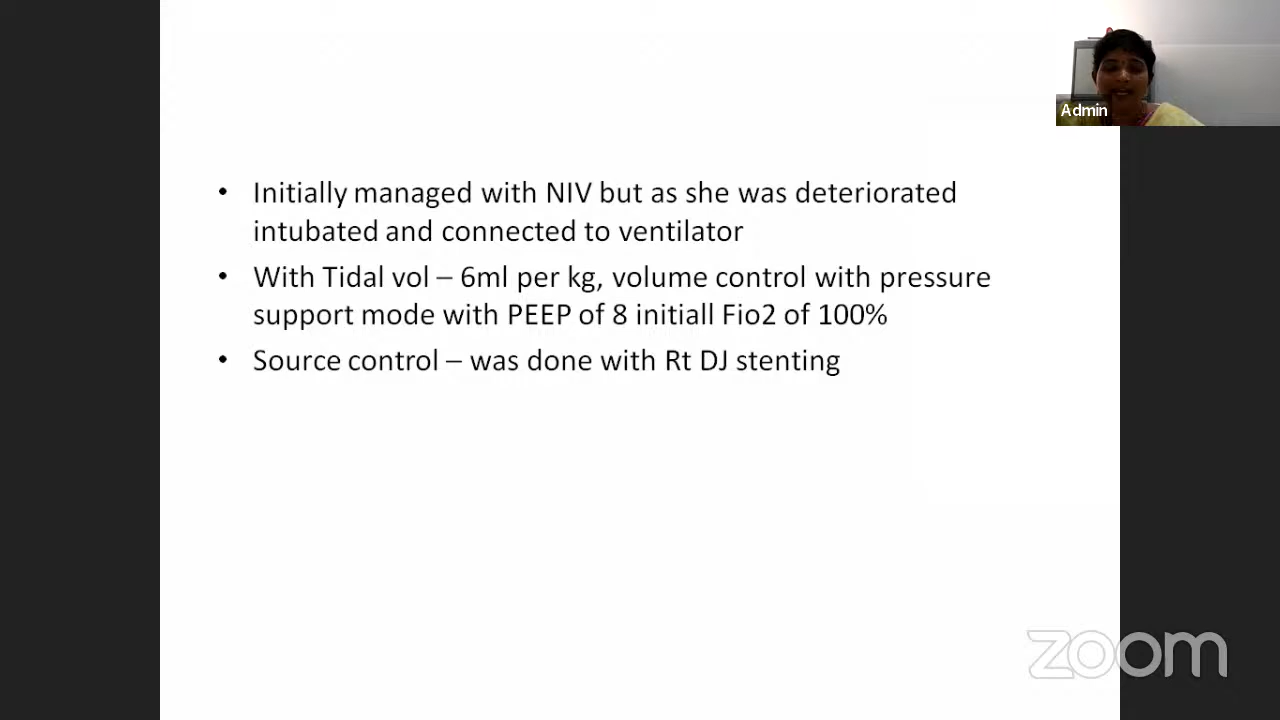 Admin
• Initially managed with NIV but as she was deteriorated
intubated and connected to ventilator
• With Tidal vol – 6ml per kg, volume control with pressure
support mode with PEEP of 8 initiall Fio2 of 100%
• Source control – was done with Rt DJ stenting
zoom